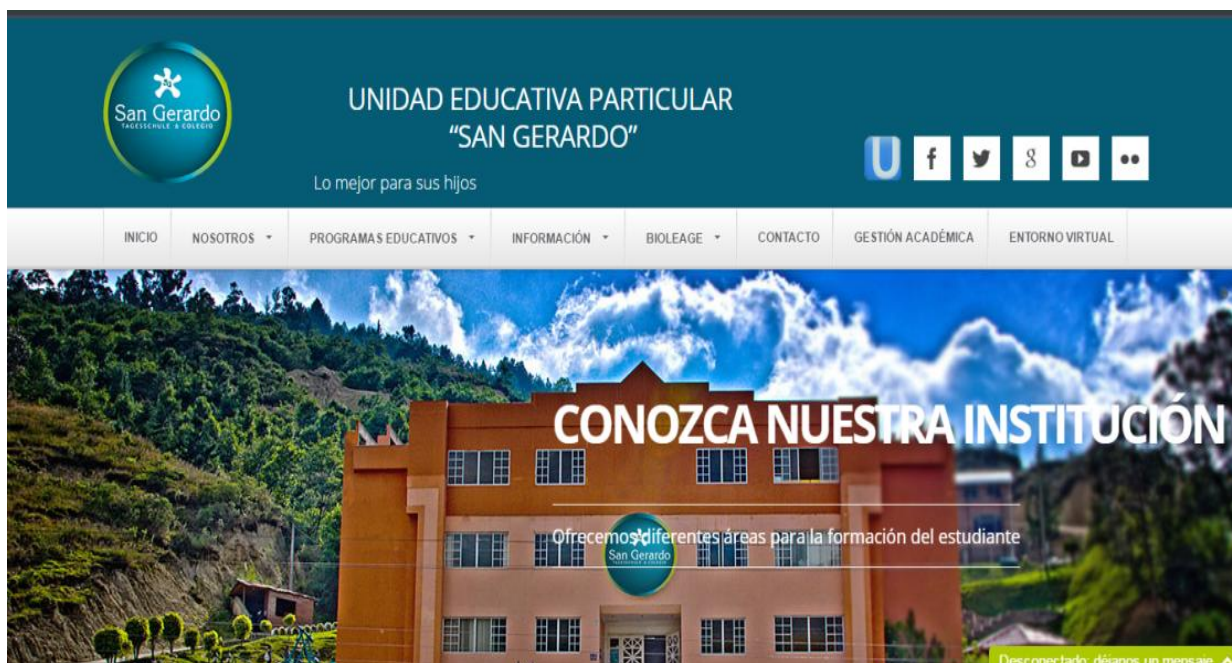 San Gerardo
TAGESSCHULE & COLEGIO
UNIDAD EDUCATIVA PARTICULAR
“SAN GERARDO”
Lo mejor para sus hijos
U f 8
INICIO NOSOTROS PROGRAMAS EDUCATIVOS INFORMACIÓN BIOLEAGE CONTACTO GESTIÓN ACADÉMICA ENTORNO VIRTUAL
CONOZCA NUESTRA INSTITUCIÓN
Ofrecemos diferentes áreas para la formación del estudiante
San Gerardo
Desconectado: déjanos un mensaje